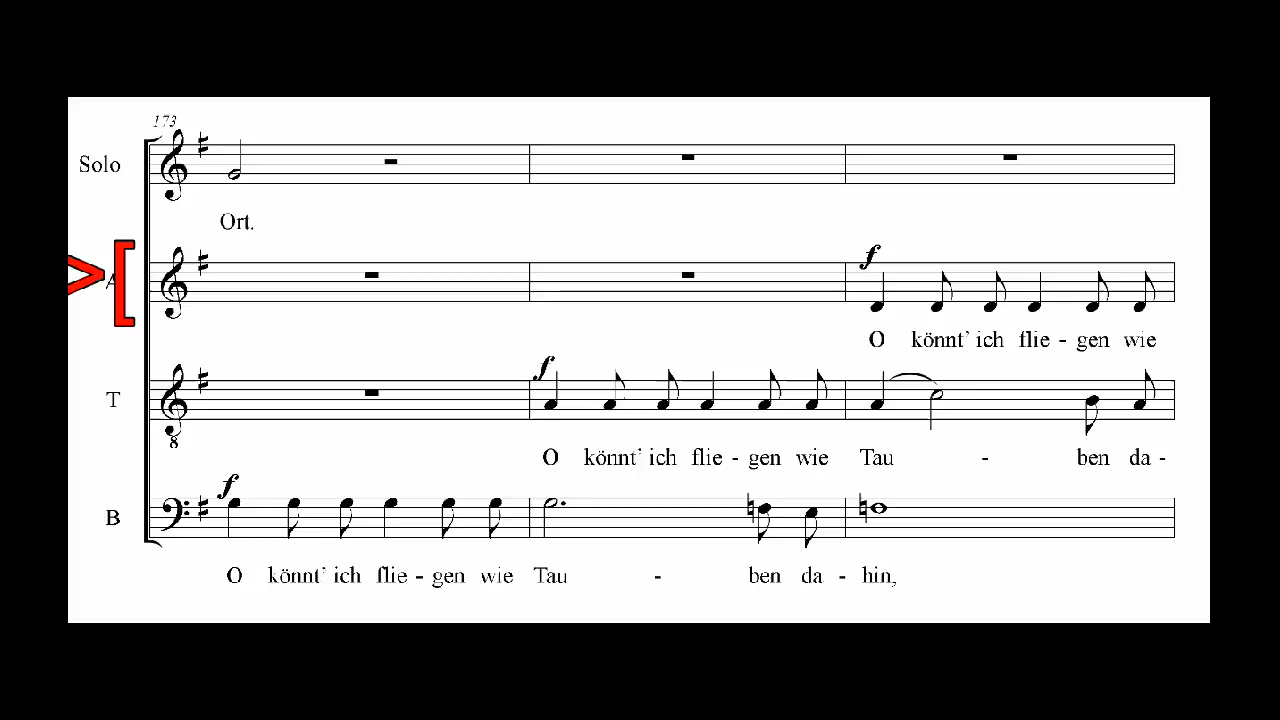 173
Solo
Ort.
A
f
O könnt' ich flie - gen wie
T
8
f
O könnt' ich flie - gen wie Tau - ben da -
B
f
O könnt' ich flie - gen wie Tau - ben da - hin,